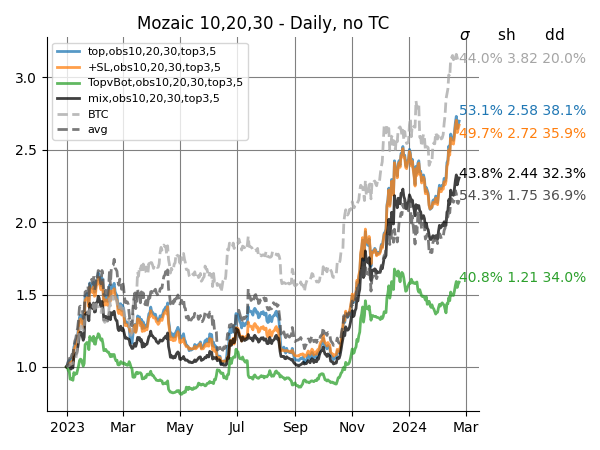 Mozaic 10,20,30 - Daily, no TC
σ sh dd
top,obs10,20,30,top3,5
+SL,obs10,20,30,top3,5
TopvBot,obs10,20,30,top3,5
mix,obs10,20,30,top3,5
BTC
avg
44.0% 3.82 20.0%
53.1% 2.58 38.1%
49.7% 2.72 35.9%
43.8% 2.44 32.3%
54.3% 1.75 36.9%
40.8% 1.21 34.0%
3.0
2.5
2.0
1.5
1.0
2023 Mar May Jul Sep Nov 2024 Mar